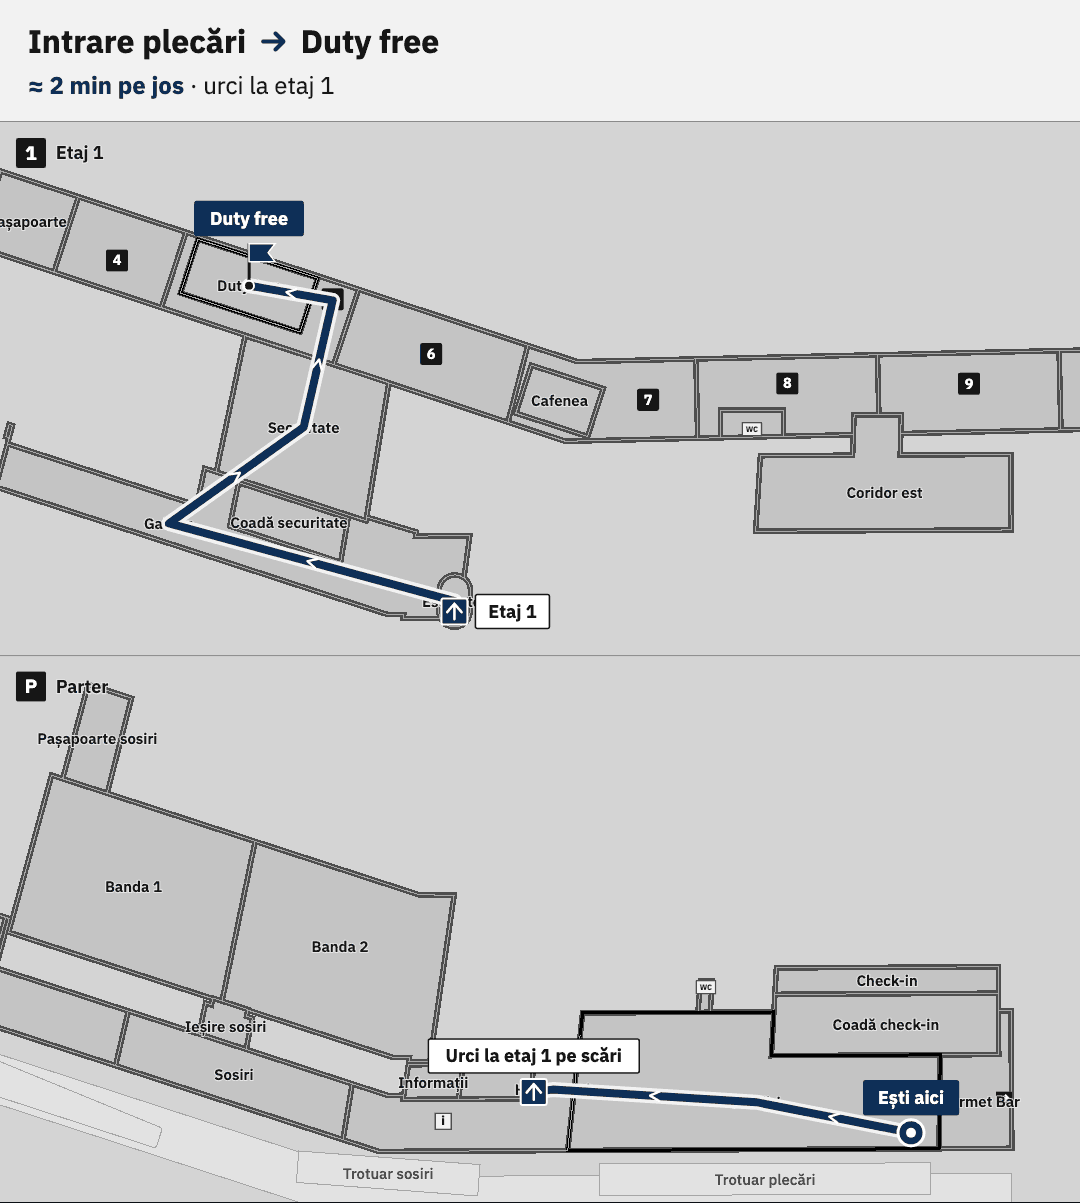 Intrare plecări → Duty free
≈ 2 min pe jos · urci la etaj 1
1 Etaj 1
Duty free
4
6
Cafenea
7
8
9
WC
Coridor est
Coadă securitate
Etaj 1
P Parter
Pașapoarte sosiri
Banda 1
Banda 2
WC
Check-in
Coadă check-in
Ieșire sosiri
Urci la etaj 1 pe scări
Sosiri
Informații
Ești aici
Bar
i
Trotuar sosiri
Trotuar plecări